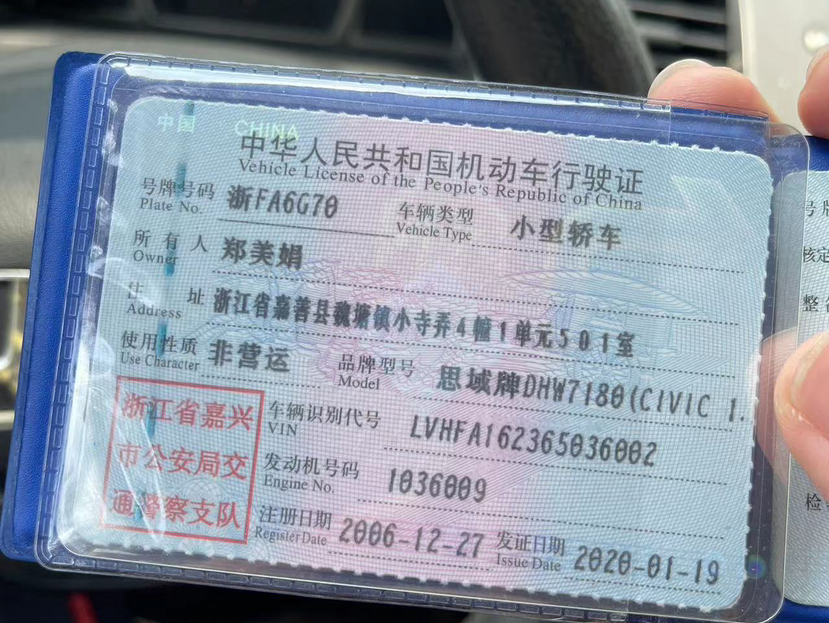 中国 CHINA
中华人民共和国机动车行驶证
Vehicle License of the People's Republic of China
号牌号码 浙FA6G70 车辆类型 小型轿车
Plate No. Vehicle Type
所有人 郑美娟
Owner
住址 浙江省嘉善县魏塘镇小寺弄4幢1单元501室
Address
使用性质 非营运 品牌型号 思域牌DHW7180(CIVIC 1.
Use Character Model
浙江省嘉兴
市公安局交
通警察支队
车辆识别代号 LVHFA162365036002
VIN
发动机号码 1036009
Engine No.
注册日期 2006-12-27 发证日期 2020-01-19
Register Date Issue Date
号牌
核定
整
检